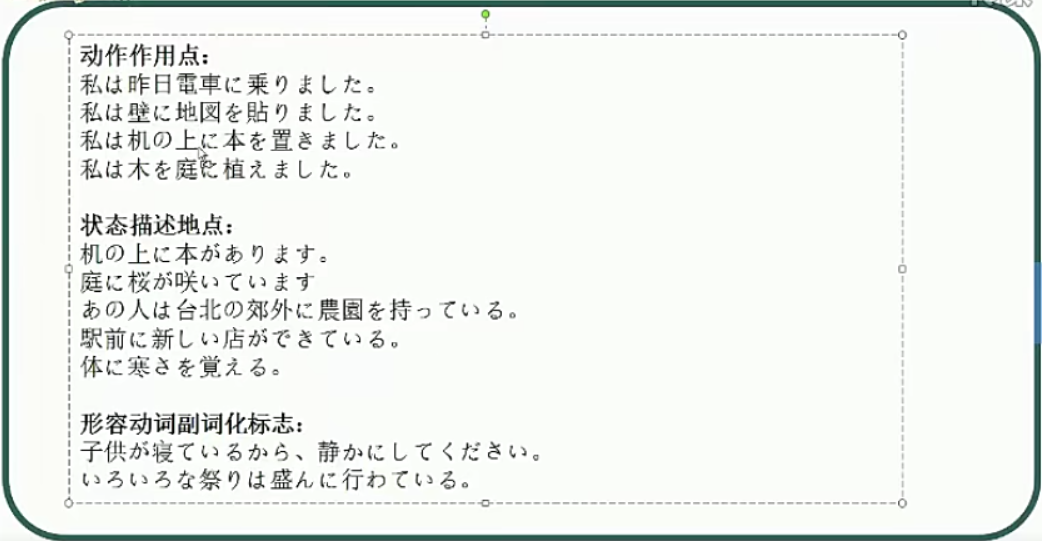 动作作用点：
私は昨日電車に乗りました。
私は壁に地図を貼りました。
私は机の上に本を置きました。
私は木を庭に植えました。
状态描述地点：
机の上に本があります。
庭に桜が咲いています
あの人は台北の郊外に農園を持っている。
駅前に新しい店ができている。
体に寒さを覚える。
形容动词副词化标志：
子供が寝ているから、静かにしてください。
いろいろな祭りは盛んに行わている。